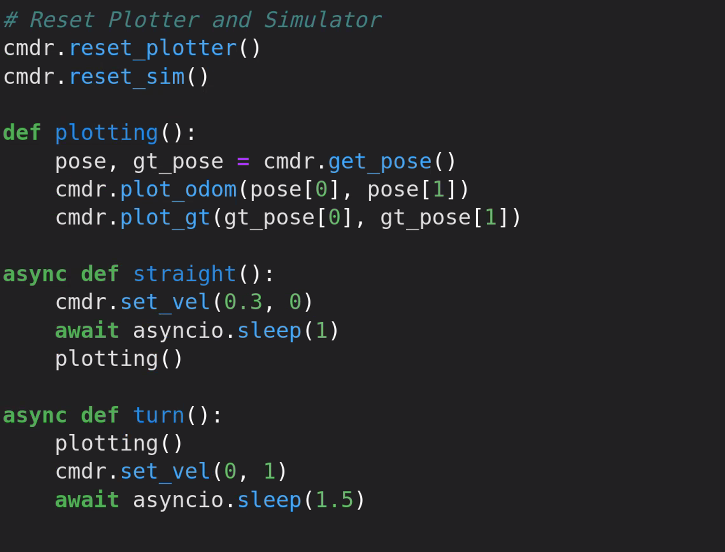 # Reset Plotter and Simulator
cmdr.reset_plotter()
cmdr.reset_sim()
def plotting():
    pose, gt_pose = cmdr.get_pose()
    cmdr.plot_odom(pose[0], pose[1])
    cmdr.plot_gt(gt_pose[0], gt_pose[1])
async def straight():
    cmdr.set_vel(0.3, 0)
    await asyncio.sleep(1)
    plotting()
async def turn():
    plotting()
    cmdr.set_vel(0, 1)
    await asyncio.sleep(1.5)